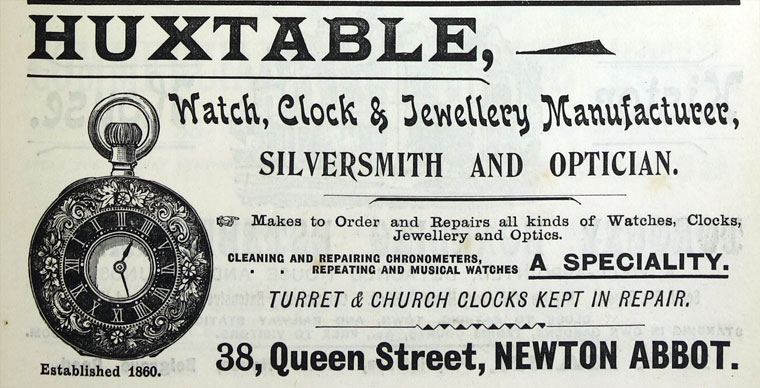 HUXTABLE,
Watch, Clock & Jewellery Manufacturer,
SILVERSMITH AND OPTICIAN.
Makes to Order and Repairs all kinds of Watches, Clocks,
Jewellery and Optics.
CLEANING AND REPAIRING CHRONOMETERS,
REPEATING AND MUSICAL WATCHES
A SPECIALITY.
TURRET & CHURCH CLOCKS KEPT IN REPAIR.
Established 1860.
38, Queen Street, NEWTON ABBOT.